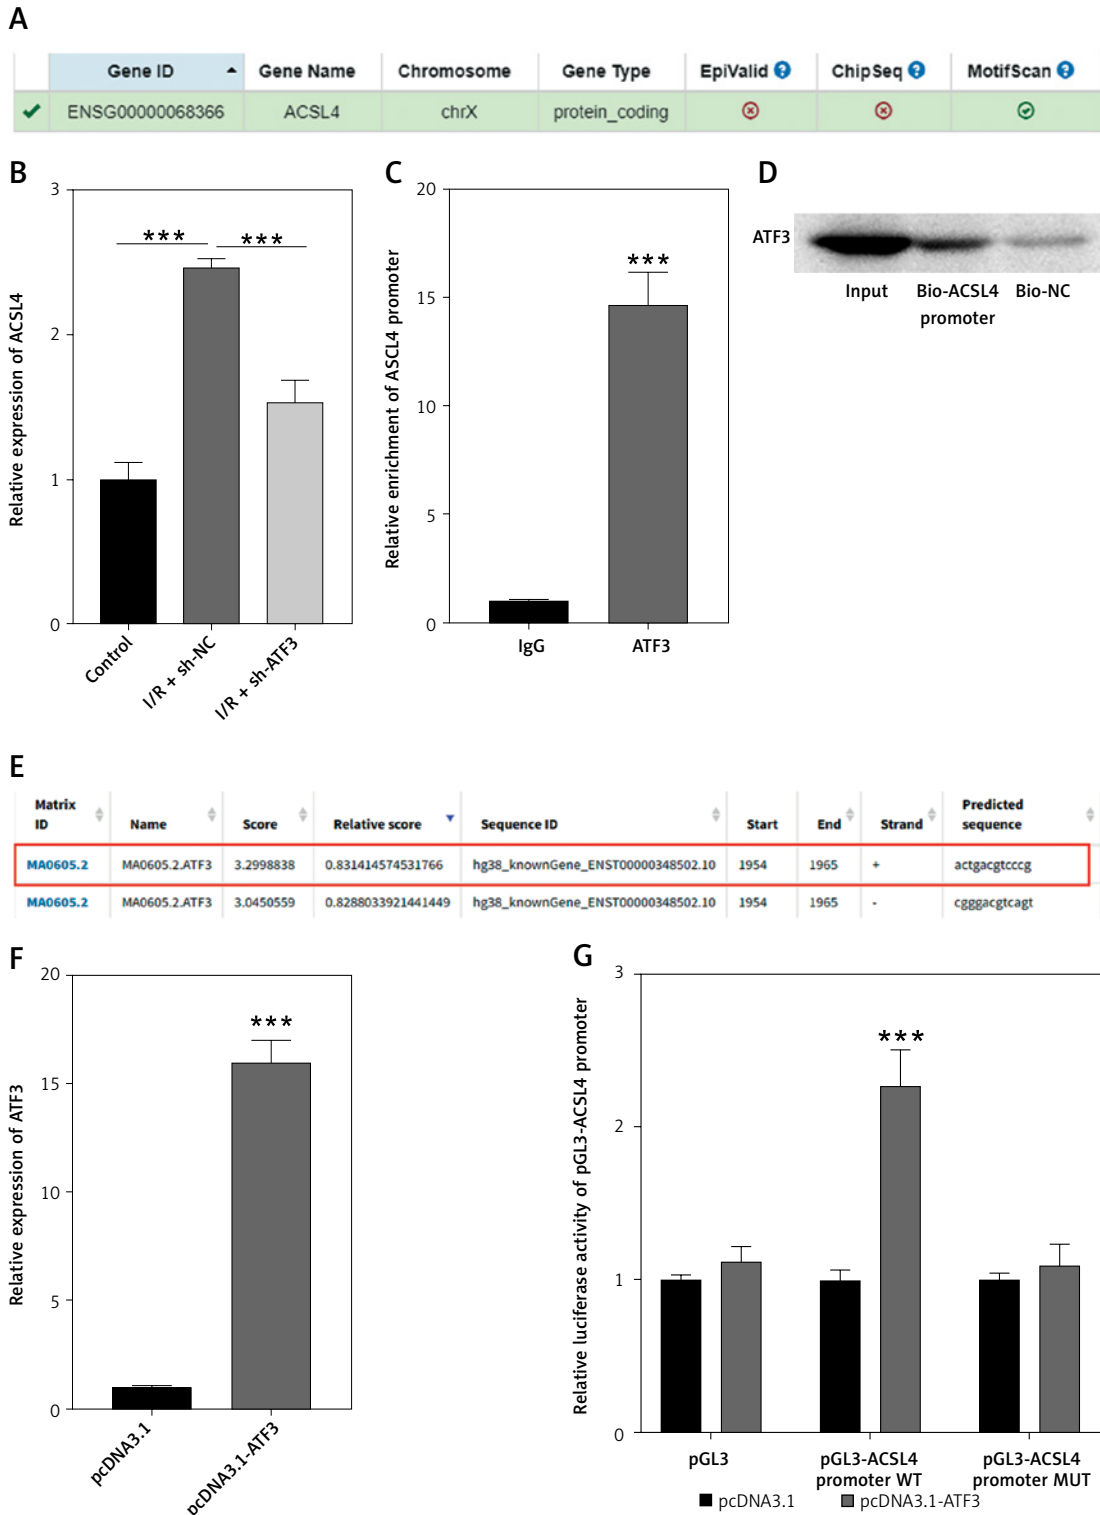 A
Gene ID Gene Name Chromosome Gene Type EpiValid ? ChipSeq ? MotifScan ?
ENSG00000068366 ACSL4 chrX protein_coding
B
Relative expression of ACSL4
3
2
1
0
*** ***
Control
I/R + sh-NC
I/R + sh-ATF3
C
Relative enrichment of ASCL4 promoter
20
15
10
5
0
***
IgG ATF3
D
ATF3
Input Bio-ACSL4 Bio-NC
promoter
E
Matrix Predicted
ID Name Score Relative score Sequence ID Start End Strand sequence
MA0605.2 MA0605.2.ATF3 3.2998838 0.831414574531766 hg38_knownGene_ENST00000348502.10 1954 1965 + actgacgtcccg
MA0605.2 MA0605.2.ATF3 3.0450559 0.8288033921441449 hg38_knownGene_ENST00000348502.10 1954 1965 - cgggacgtcagt
F
Relative expression of ATF3
20
15
10
5
0
***
pcDNA3.1
pcDNA3.1-ATF3
G
Relative luciferase activity of pGL3-ACSL4 promoter
3
2
1
0
***
pGL3 pGL3-ACSL4 pGL3-ACSL4
promoter WT promoter MUT
pcDNA3.1 pcDNA3.1-ATF3